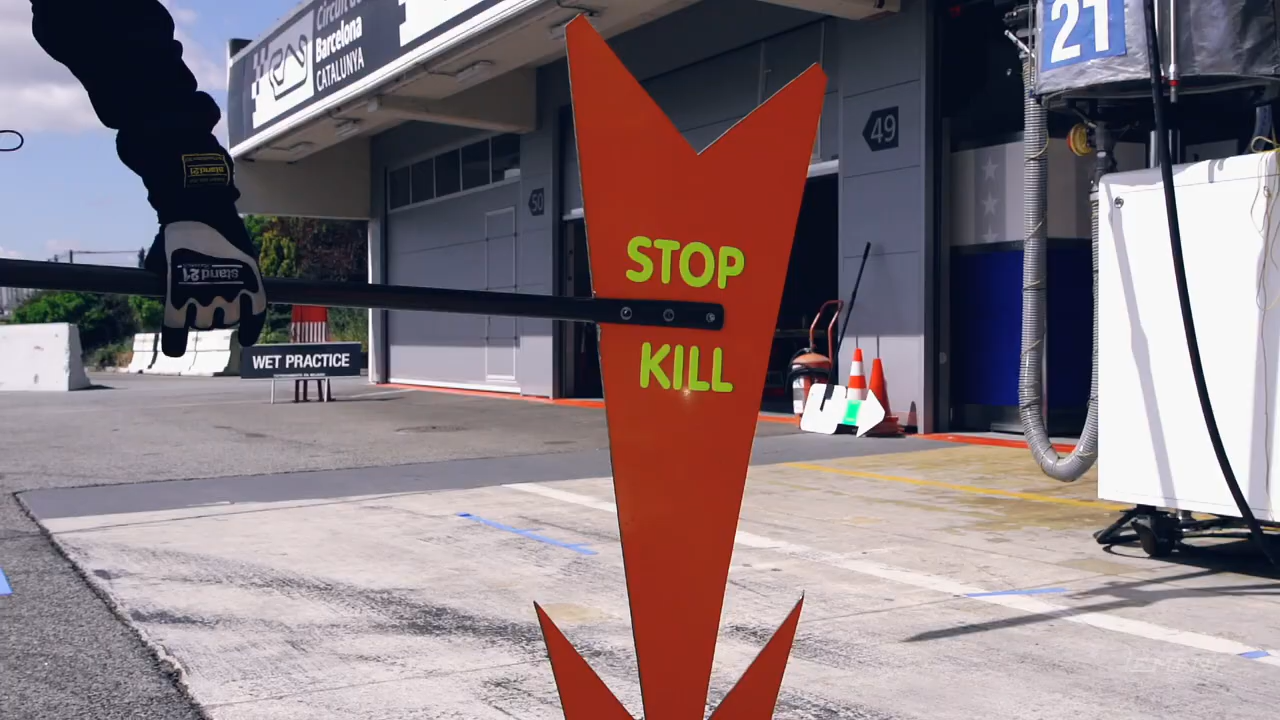 Circuit de
Barcelona
CATALUNYA
21
49
50
stand21
stand21
STOP
KILL
WET PRACTICE